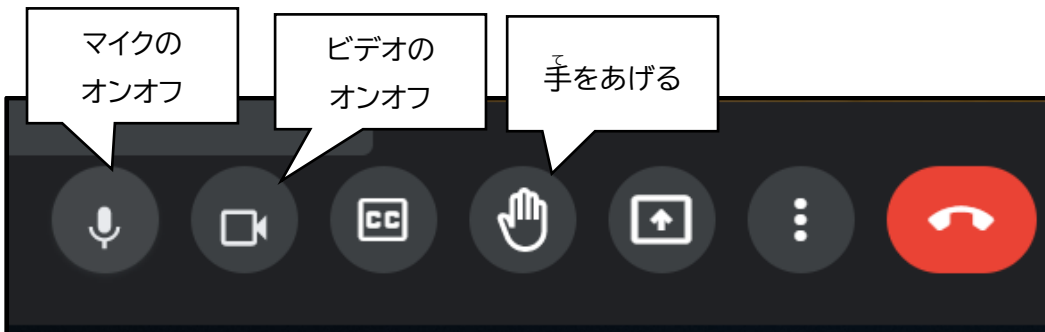 マイクの
オンオフ
ビデオの
オンオフ
手をあげる
て
CC